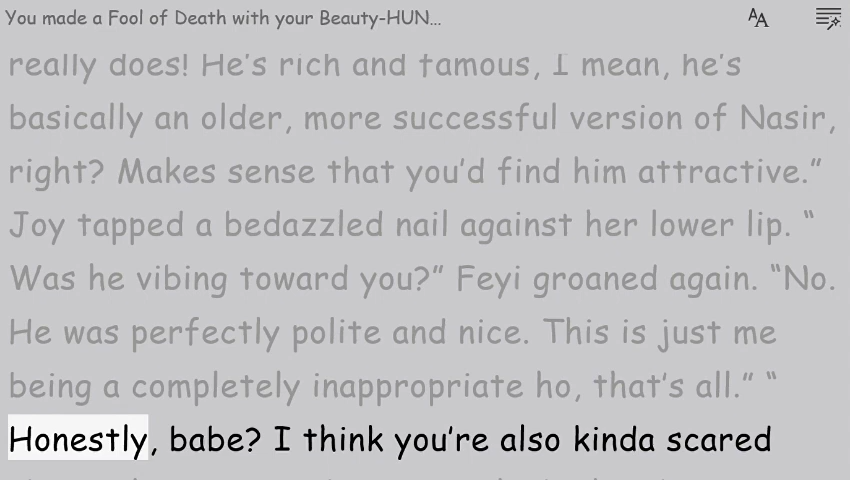 You made a Fool of Death with your Beauty-HUN...
AA
really does! He's rich and famous, I mean, he's
basically an older, more successful version of Nasir,
right? Makes sense that you'd find him attractive.”
Joy tapped a bedazzled nail against her lower lip. “
Was he vibing toward you?” Feyi groaned again. “No.
He was perfectly polite and nice. This is just me
being a completely inappropriate ho, that's all.” “
Honestly, babe? I think you're also kinda scared